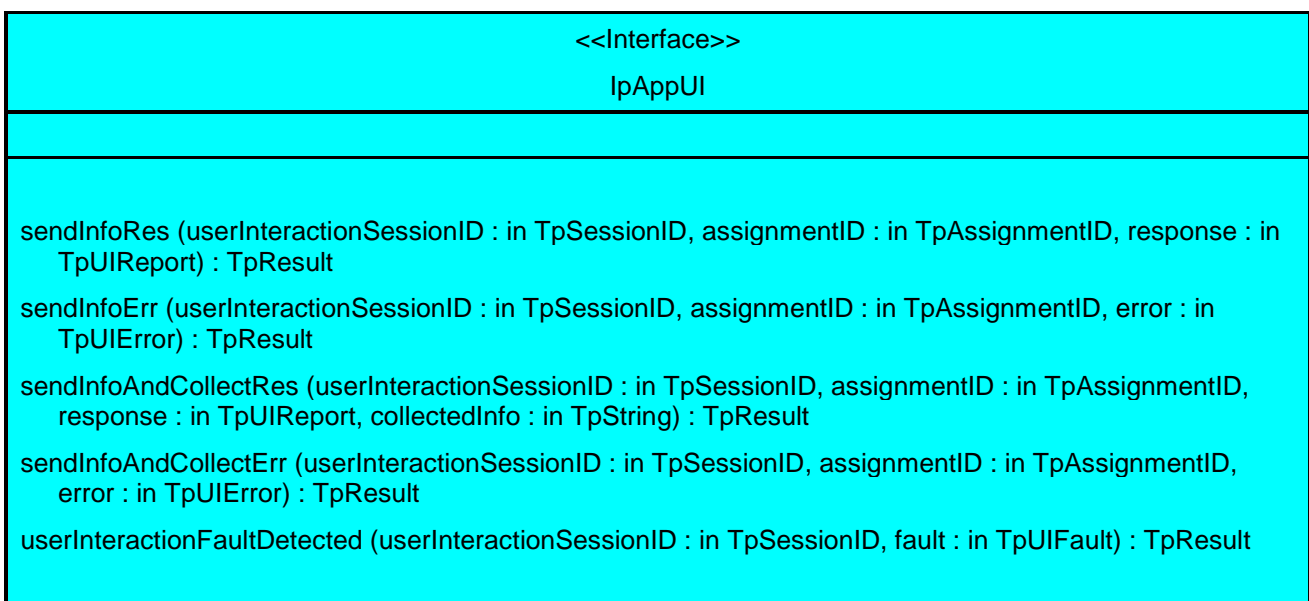 <<Interface>>
IpAppUI
sendInfoRes (userInteractionSessionID : in TpSessionID, assignmentID : in TpAssignmentID, response : in
TpUIReport) : TpResult
sendInfoErr (userInteractionSessionID : in TpSessionID, assignmentID : in TpAssignmentID, error : in
TpUIError) : TpResult
sendInfoAndCollectRes (userInteractionSessionID : in TpSessionID, assignmentID : in TpAssignmentID,
response : in TpUIReport, collectedInfo : in TpString) : TpResult
sendInfoAndCollectErr (userInteractionSessionID : in TpSessionID, assignmentID : in TpAssignmentID,
error : in TpUIError) : TpResult
userInteractionFaultDetected (userInteractionSessionID : in TpSessionID, fault : in TpUIFault) : TpResult